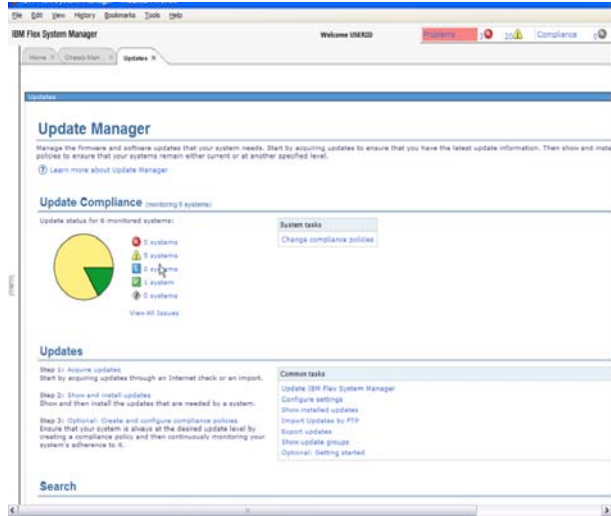 File Edit View History Bookmarks Tools Help
IBM Flex System Manager Welcome USERID Problems 20 Compliance
Home X Chassis Man X Updates X
Updates
Update Manager
Manage the firmware and software updates that your system needs. Start by acquiring updates to ensure that you have the latest update information. Then show and insta
policies to ensure that your systems remain either current or at another specified level.
Learn more about Update Manager
Update Compliance (monitoring 6 systems)
Update status for 6 monitored systems:
0 systems
5 systems
0 systems
1 system
0 systems
View All Issues
System tasks
Change compliance policies
Updates
Step 1: Acquire updates
Start by acquiring updates through an Internet check or an import.
Step 2: Show and install updates
Show and then install the updates that are needed by a system.
Step 3: Optional: Create and configure compliance policies
Ensure that your system is always at the desired update level by
creating a compliance policy and then continuously monitoring your
system's adherence to it.
Common tasks
Update IBM Flex System Manager
Configure settings
Show installed updates
Import Updates by FTP
Export updates
Show update groups
Optional: Getting started
Search